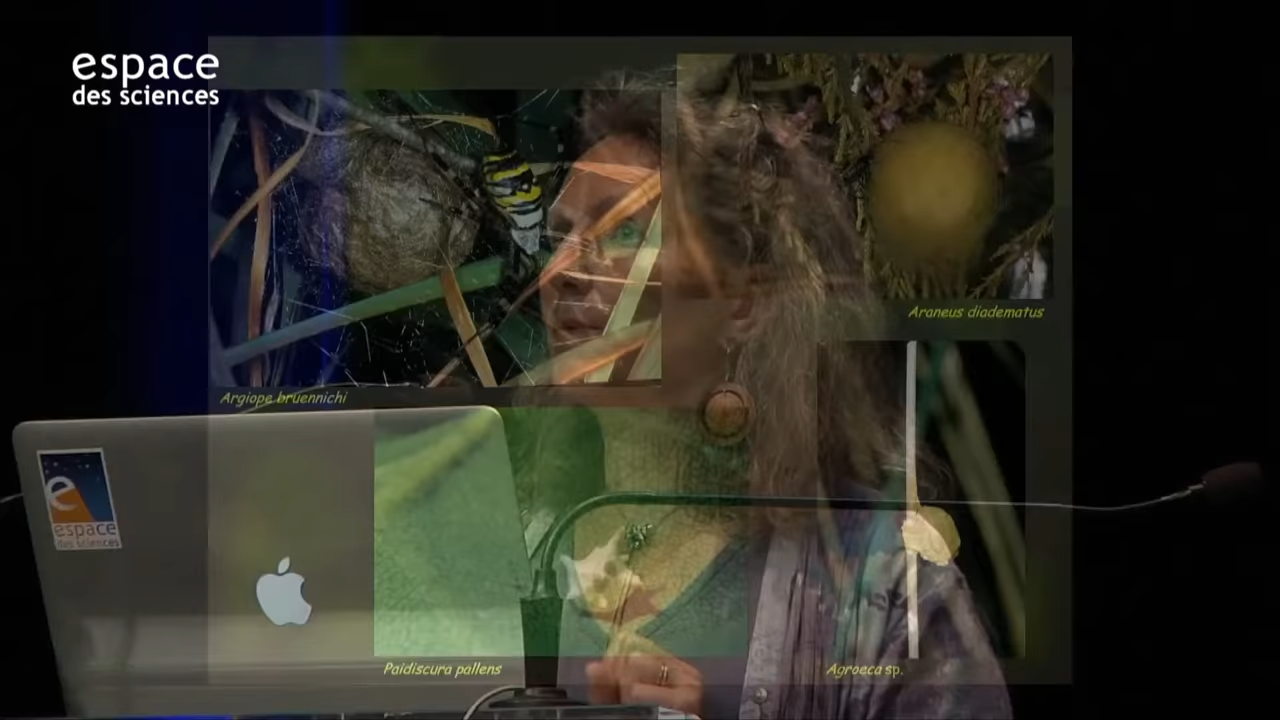 espace
des sciences
Araneus diadematus
Argiope bruennichi
e
espace
des sciences
Paidiscura pallens
Agroeca sp.